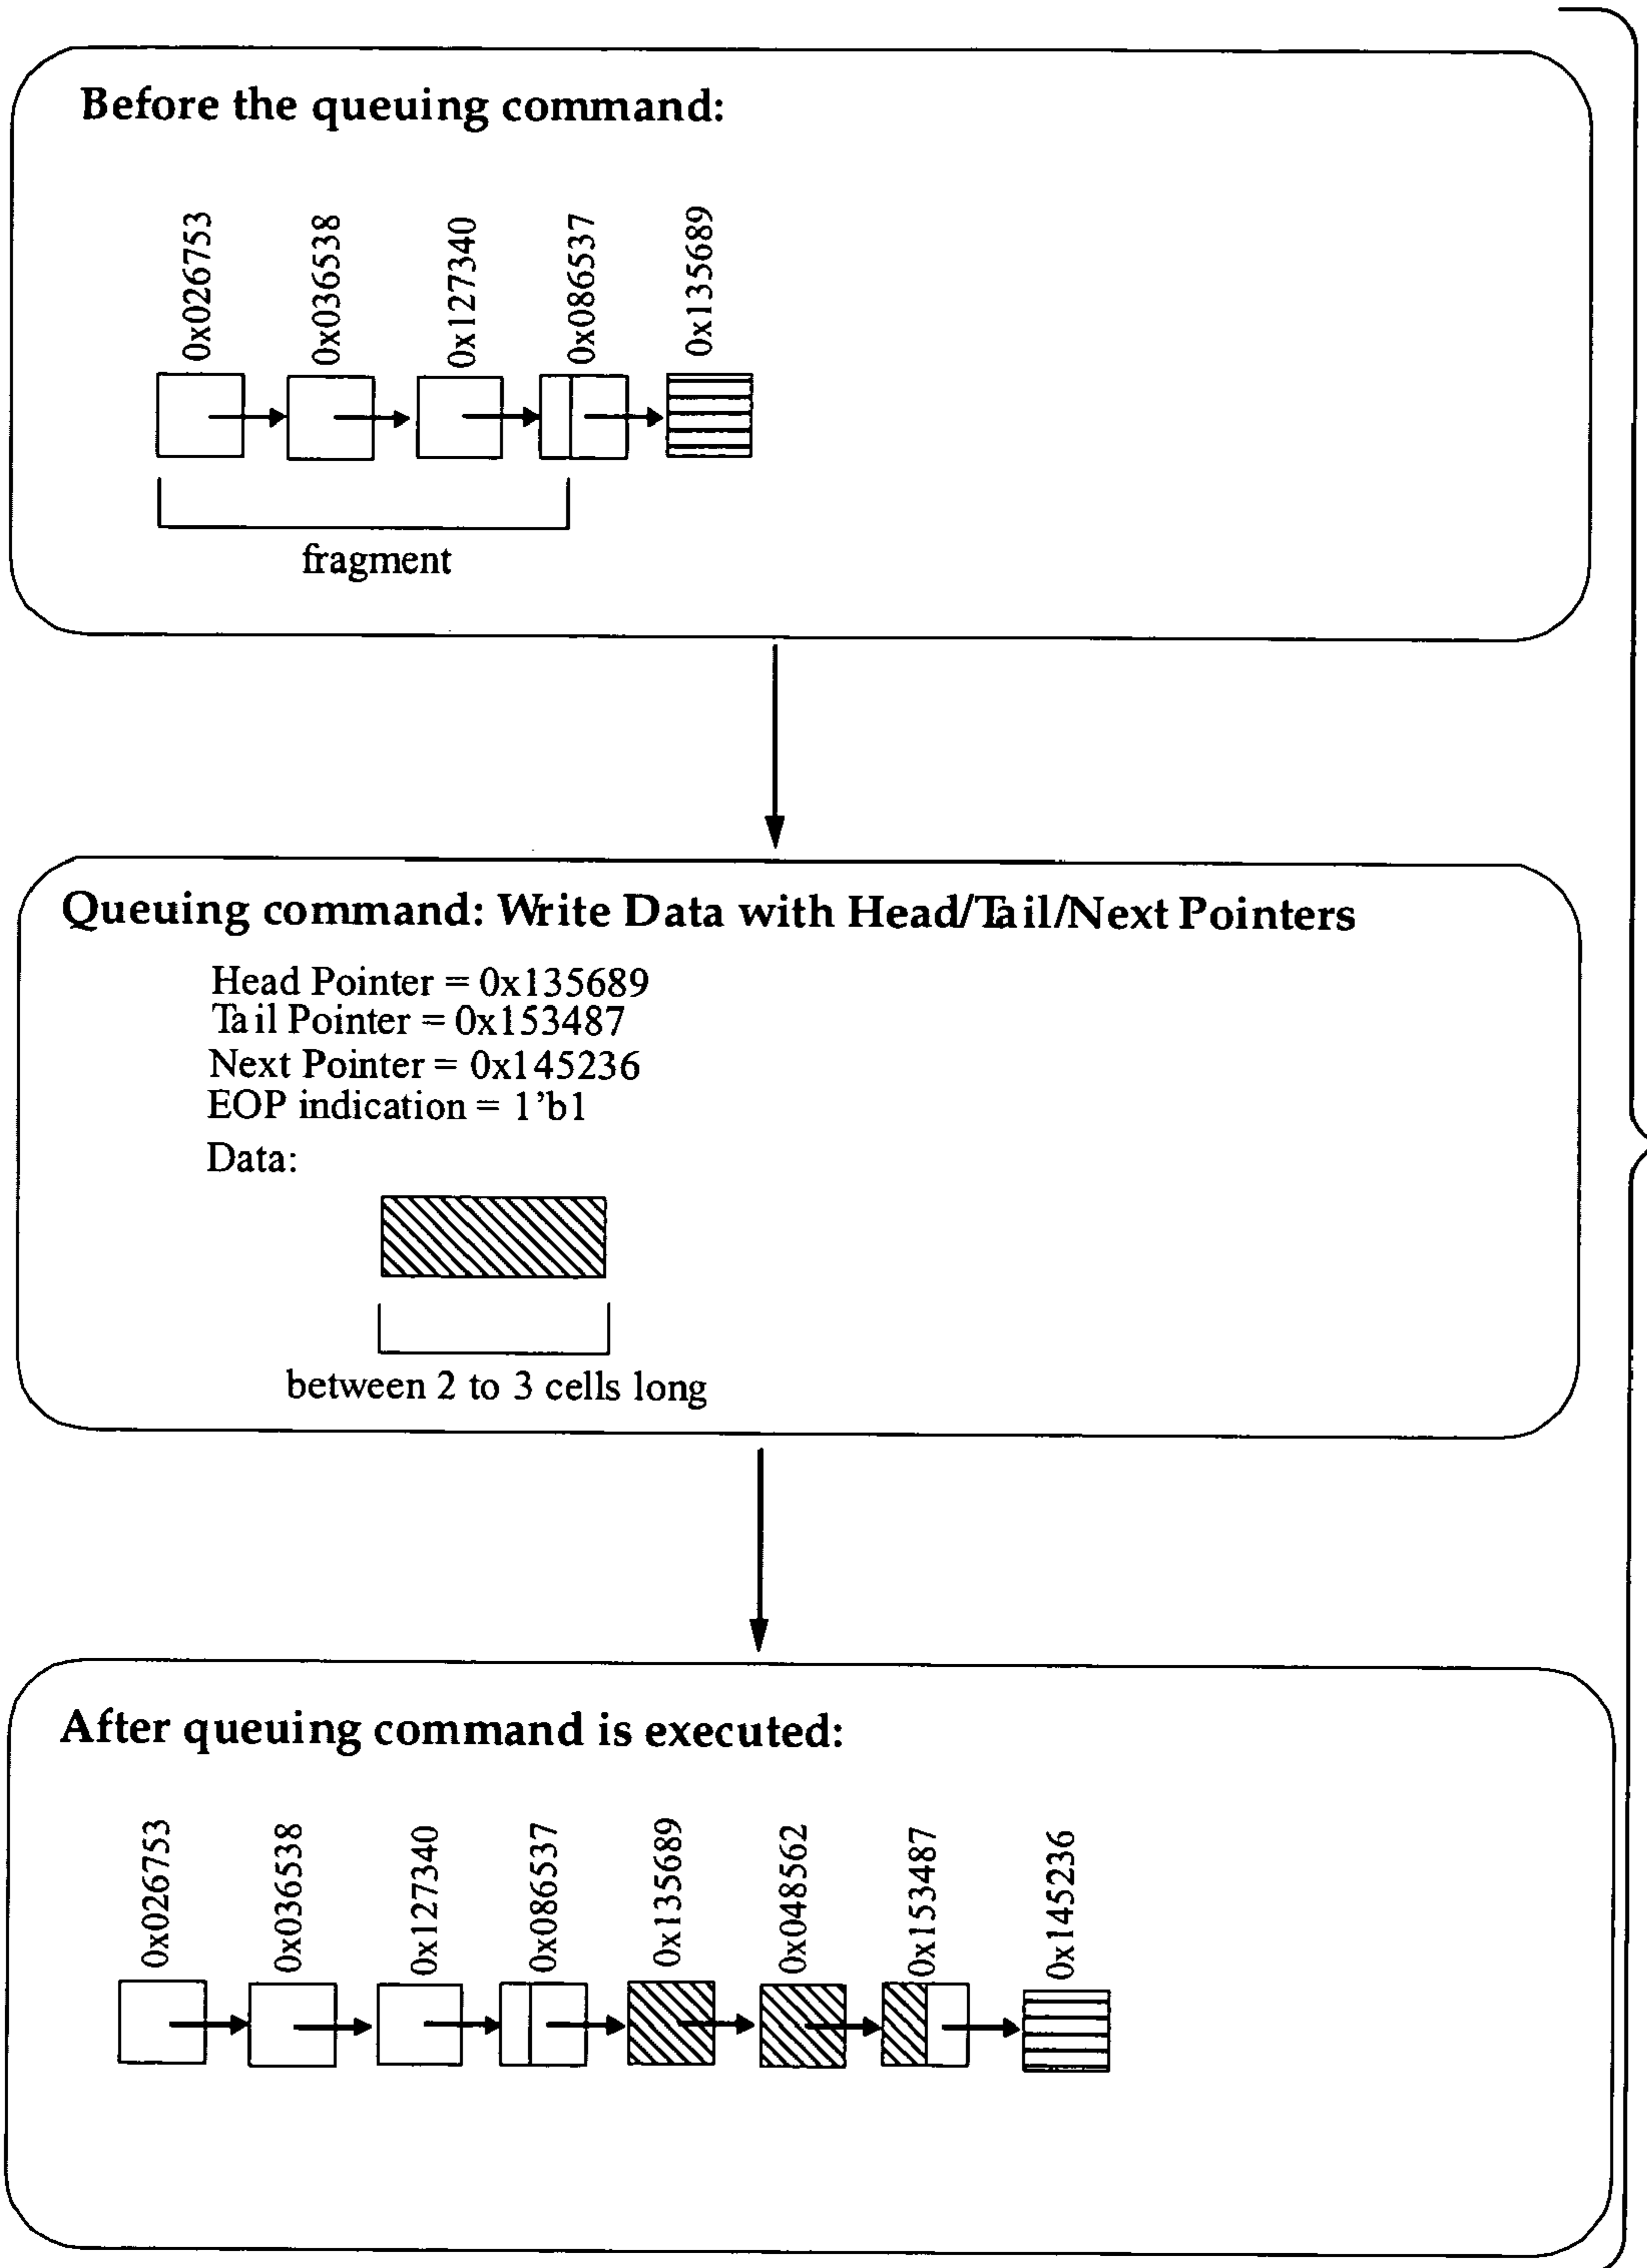 Before the queuing command:
0x026753
0x036538
0x127340
0x086537
0x135689
fragment
Queuing command: Write Data with Head/Tail/Next Pointers
Head Pointer = 0x135689
Tail Pointer = 0x153487
Next Pointer = 0x145236
EOP indication = 1’b1
Data:
between 2 to 3 cells long
After queuing command is executed:
0x026753
0x036538
0x127340
0x086537
0x135689
0x048562
0x153487
0x145236